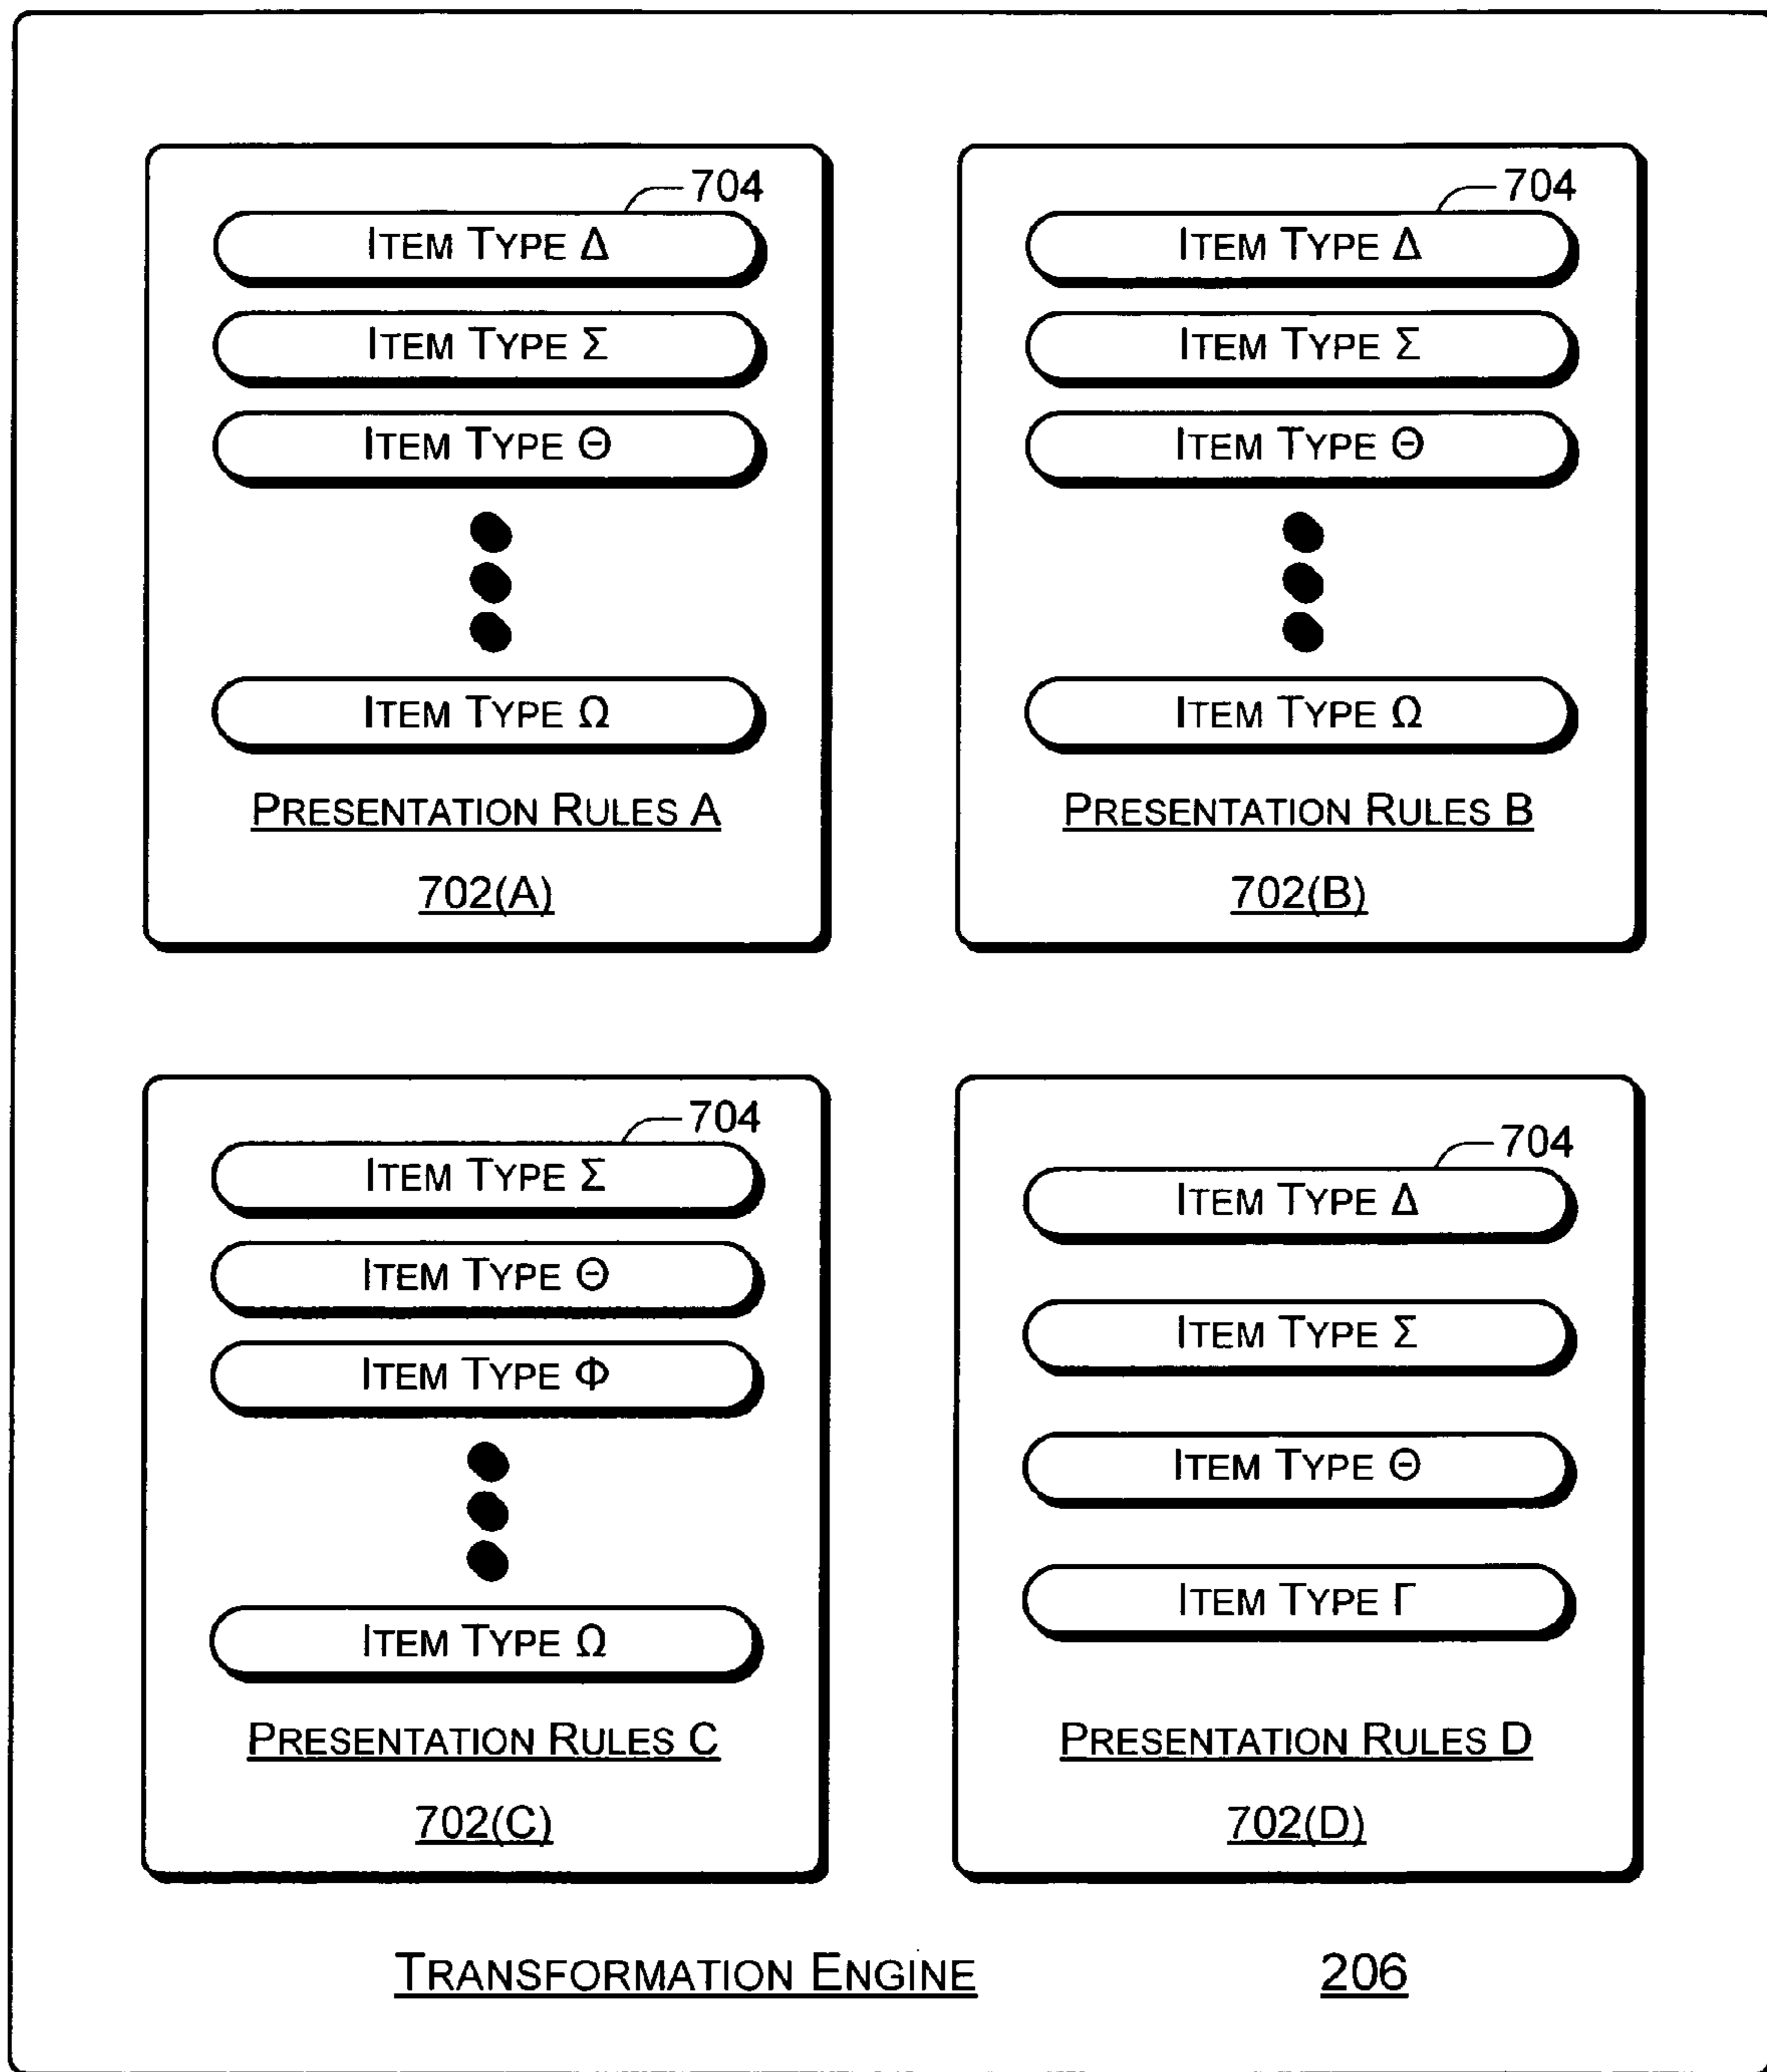 704
ITEM TYPE Δ
ITEM TYPE Σ
ITEM TYPE Θ
ITEM TYPE Ω
PRESENTATION RULES A
702(A)
704
ITEM TYPE Δ
ITEM TYPE Σ
ITEM TYPE Θ
ITEM TYPE Ω
PRESENTATION RULES B
702(B)
704
ITEM TYPE Σ
ITEM TYPE Θ
ITEM TYPE Φ
ITEM TYPE Ω
PRESENTATION RULES C
702(C)
704
ITEM TYPE Δ
ITEM TYPE Σ
ITEM TYPE Θ
ITEM TYPE Γ
PRESENTATION RULES D
702(D)
TRANSFORMATION ENGINE 206